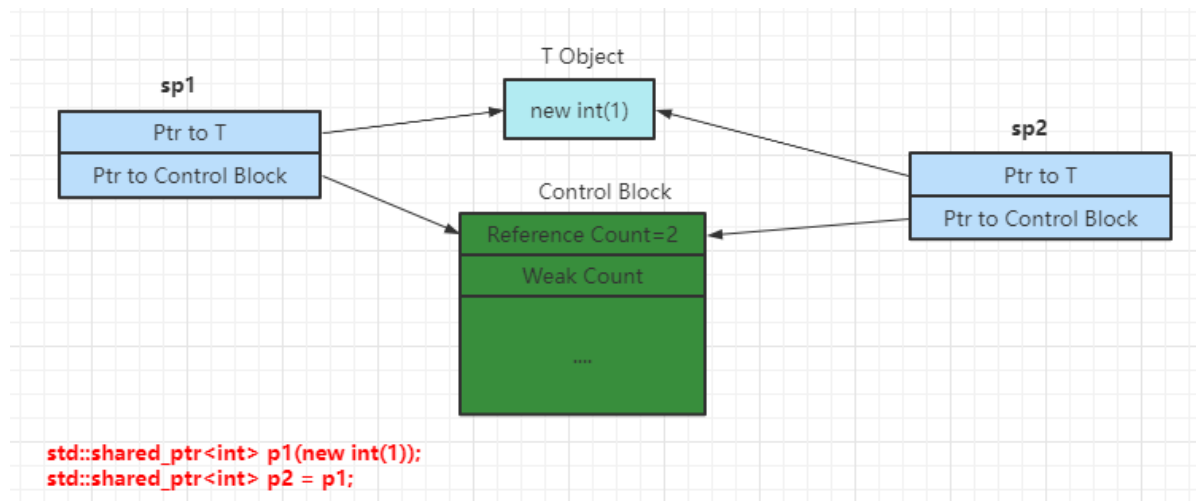 T Object
new int(1)
sp1
Ptr to T
Ptr to Control Block
sp2
Ptr to T
Ptr to Control Block
Control Block
Reference Count=2
Weak Count
....
std::shared_ptr<int> p1(new int(1));
std::shared_ptr<int> p2 = p1;